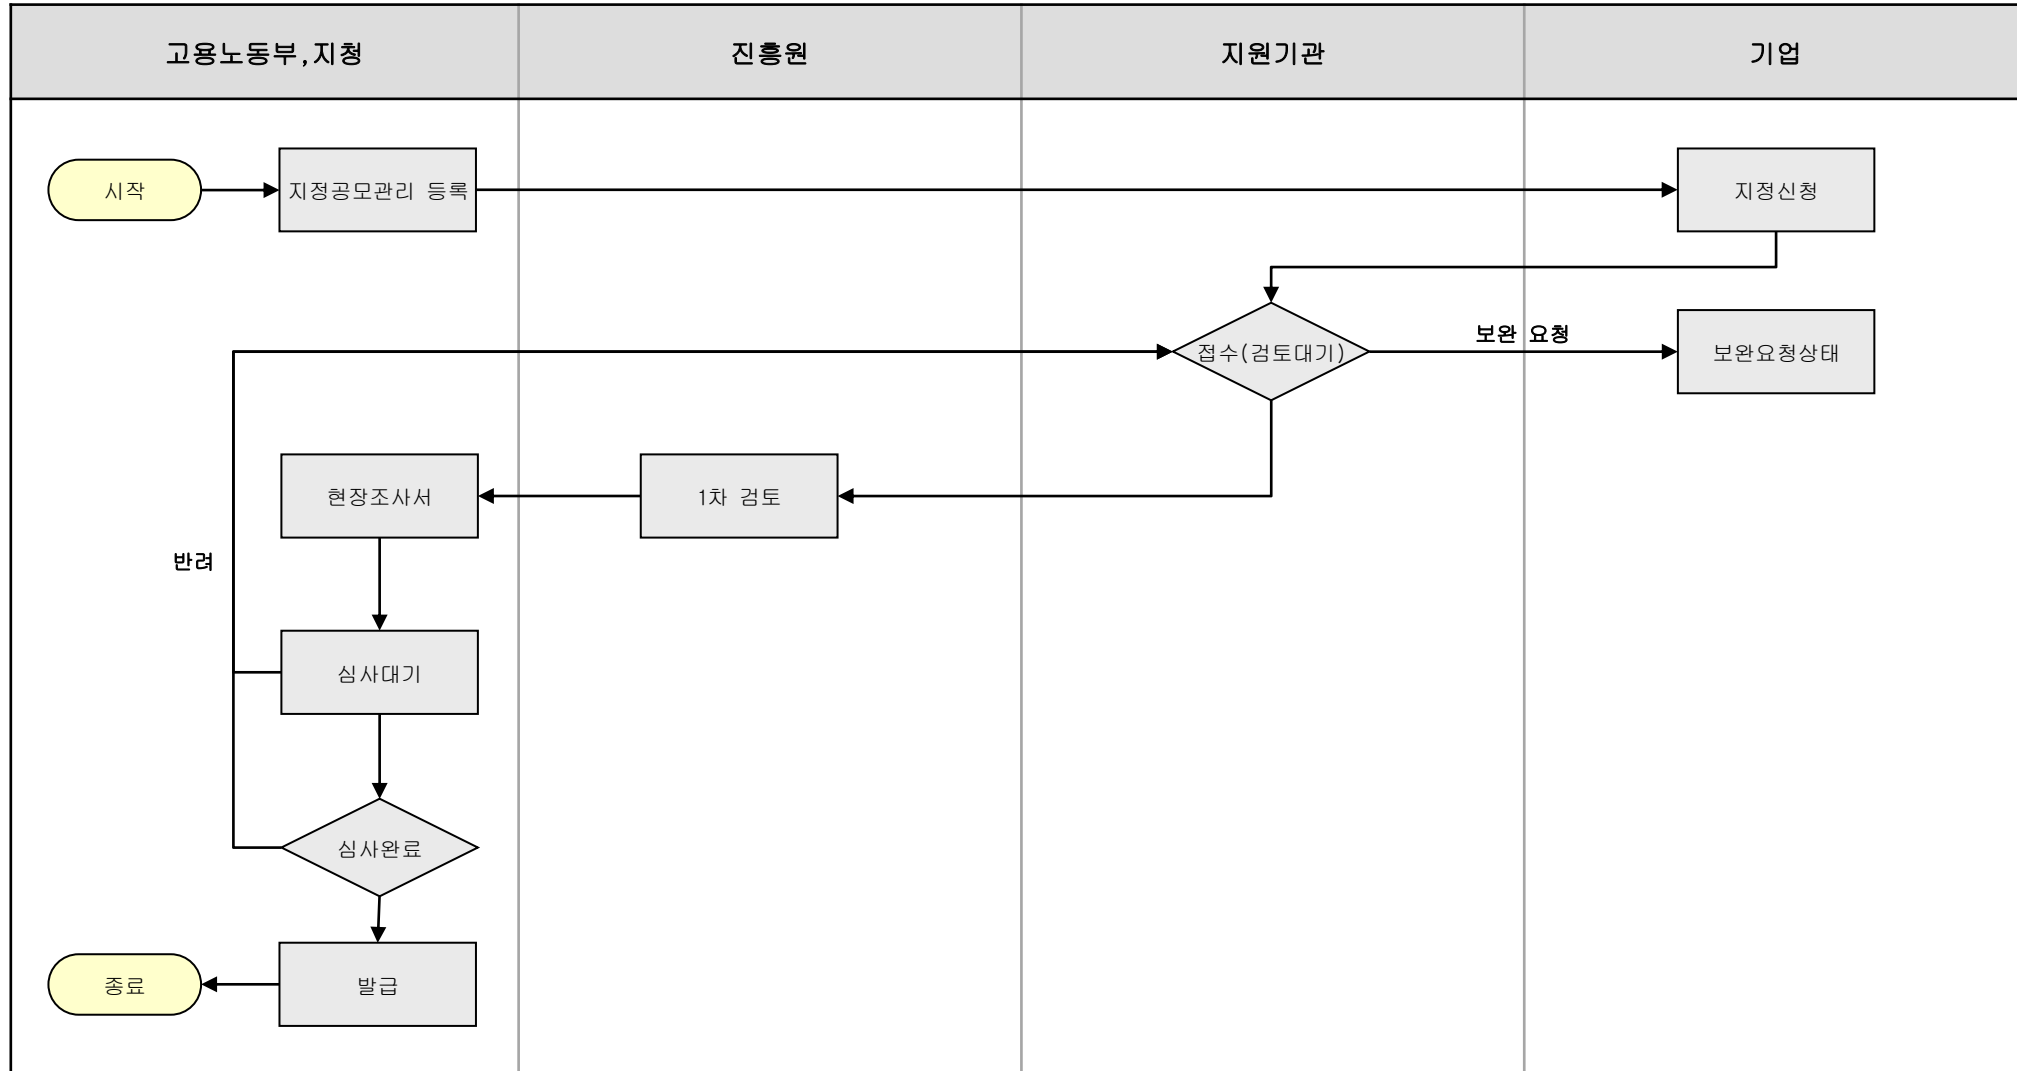 고용노동부,지청
진흥원
지원기관
기업
시작
지정공모관리 등록
지정신청
접수(검토대기)
보완 요청
보완요청상태
현장조사서
1차 검토
반려
심사대기
심사완료
종료
발급